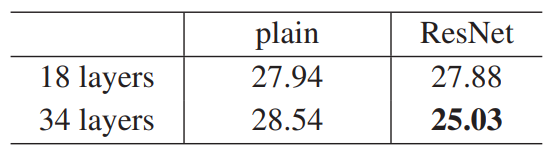 plain ResNet
18 layers 27.94 27.88
34 layers 28.54 25.03